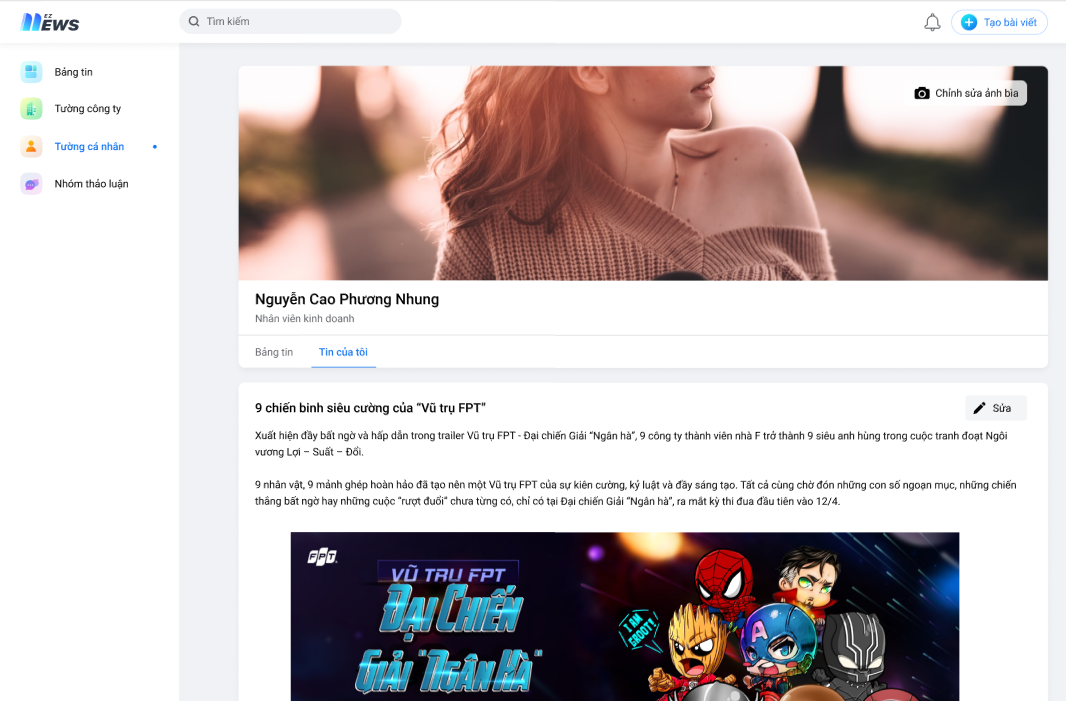 EZ
NEWS
Tìm kiếm
Tạo bài viết
Bảng tin
Tường công ty
Tường cá nhân
Nhóm thảo luận
Chỉnh sửa ảnh bìa
Nguyễn Cao Phương Nhung
Nhân viên kinh doanh
Bảng tin
Tin của tôi
9 chiến binh siêu cường của “Vũ trụ FPT”
Sửa
Xuất hiện đầy bất ngờ và hấp dẫn trong trailer Vũ trụ FPT - Đại chiến Giải “Ngân hà”, 9 công ty thành viên nhà F trở thành 9 siêu anh hùng trong cuộc tranh đoạt Ngôi
vương Lợi – Suất – Đổi.
9 nhân vật, 9 mảnh ghép hoàn hảo đã tạo nên một Vũ trụ FPT của sự kiên cường, kỷ luật và đầy sáng tạo. Tất cả cùng chờ đón những con số ngoạn mục, những chiến
thắng bất ngờ hay những cuộc "rượt đuổi" chưa từng có, chỉ có tại Đại chiến Giải “Ngân hà”, ra mắt kỳ thi đua đầu tiên vào 12/4.
FPT
VŨ TRỤ FPT
ĐẠI CHIẾN
GIẢI "NGÂN HÀ"
I AM
GROOT!
A